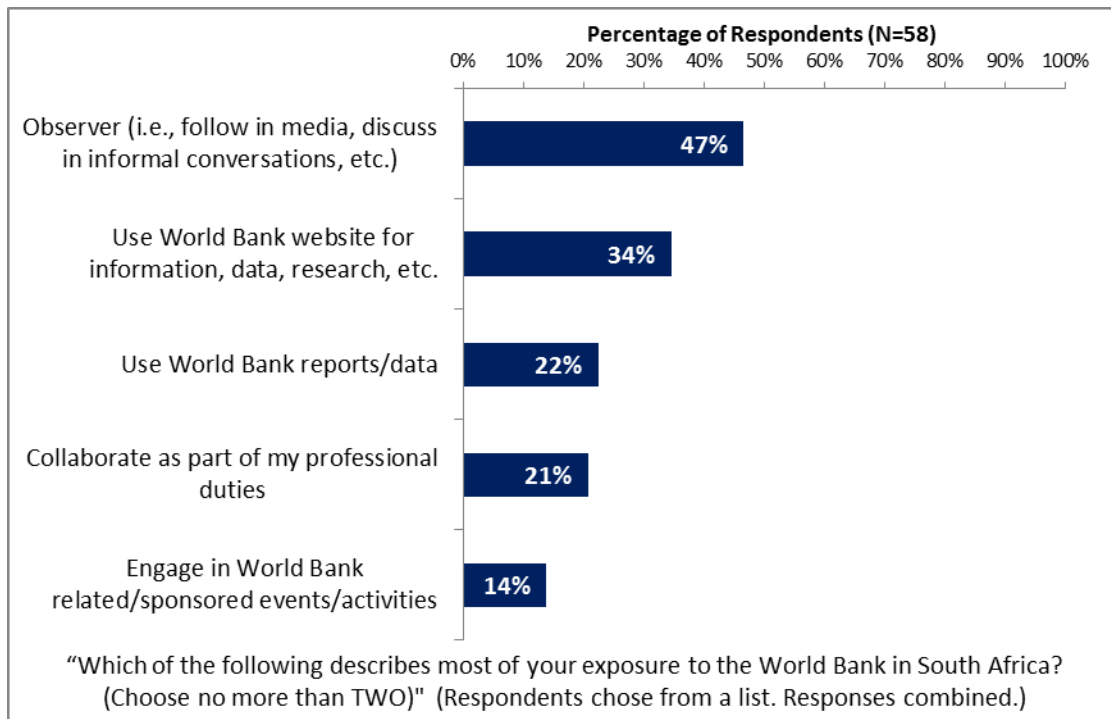 Percentage of Respondents (N=58)
0% 10% 20% 30% 40% 50% 60% 70% 80% 90% 100%
Observer (i.e., follow in media, discuss
in informal conversations, etc.)
47%
Use World Bank website for
information, data, research, etc.
34%
Use World Bank reports/data
22%
Collaborate as part of my professional
duties
21%
Engage in World Bank
related/sponsored events/activities
14%
“Which of the following describes most of your exposure to the World Bank in South Africa?
(Choose no more than TWO)" (Respondents chose from a list. Responses combined.)